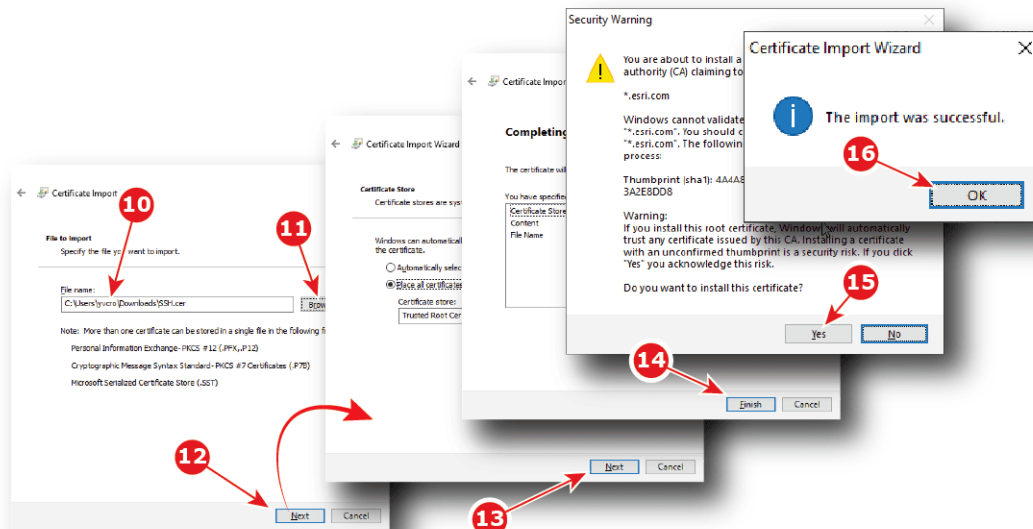 Certificate Import
10
11
File to Import
Specify the file you want to import.
File name:
C:\Users\yvcro\Downloads\SSH.cer
Note: More than one certificate can be stored in a single file in the following
Personal Information Exchange- PKCS #12 (.PFX,.P12)
Cryptographic Message Syntax Standard- PKCS #7 Certificates (.P7B)
Microsoft Serialized Certificate Store (.SST)
12
Next
Cancel
Certificate Import Wizard
Certificate Store
Certificate stores are
Windows can automatical
the certificate.
Automatically selec
Place all certificates
Certificate store:
Trusted Root Cer
13
Next
Cancel
Certificate Impor
Completing
The certificate wil
You have specifie
Certificate Store
Content
File Name
14
Finish
Cancel
Security Warning
You are about to install a
authority (CA) claiming to
*.esri.com
Windows cannot validate
"*.esri.com". You should c
"*.esri.com". The followin
process:
Thumbprint (sha1): 4A4A8
3A2E8DD8
Warning:
If you install this root certificate, Windows will automatically
trust any certificate issued by this CA. Installing a certificate
with an unconfirmed thumbprint is a security risk. If you click
"Yes" you acknowledge this risk.
Do you want to install this certificate?
15
Yes
No
Certificate Import Wizard
The import was successful.
16
OK